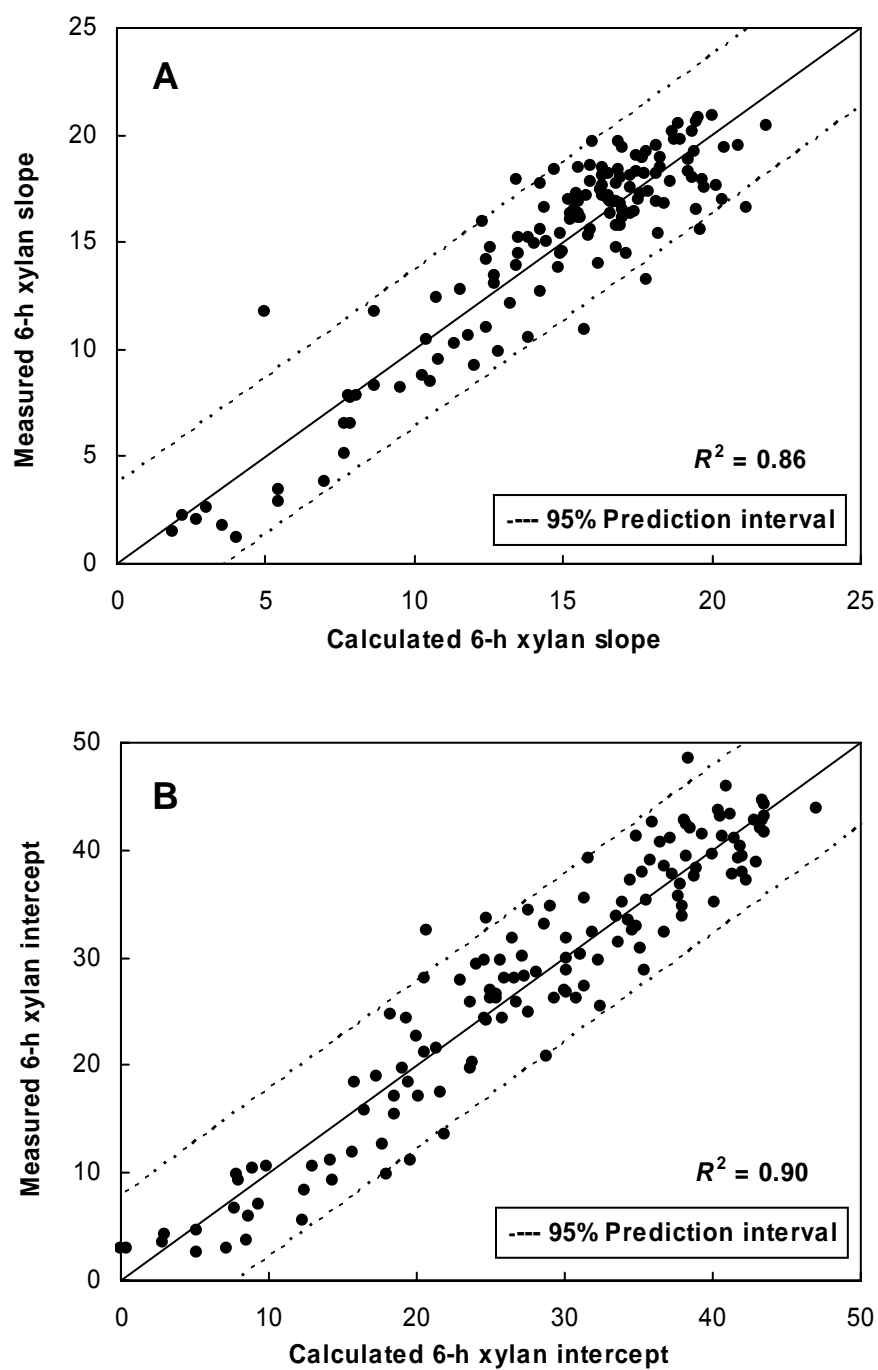 25
A
20
15
10
5
0
Measured 6-h xylan slope
R² = 0.86
---- 95% Prediction interval
0 5 10 15 20 25
Calculated 6-h xylan slope
50
B
40
30
20
10
0
Measured 6-h xylan intercept
R² = 0.90
---- 95% Prediction interval
0 10 20 30 40 50
Calculated 6-h xylan intercept